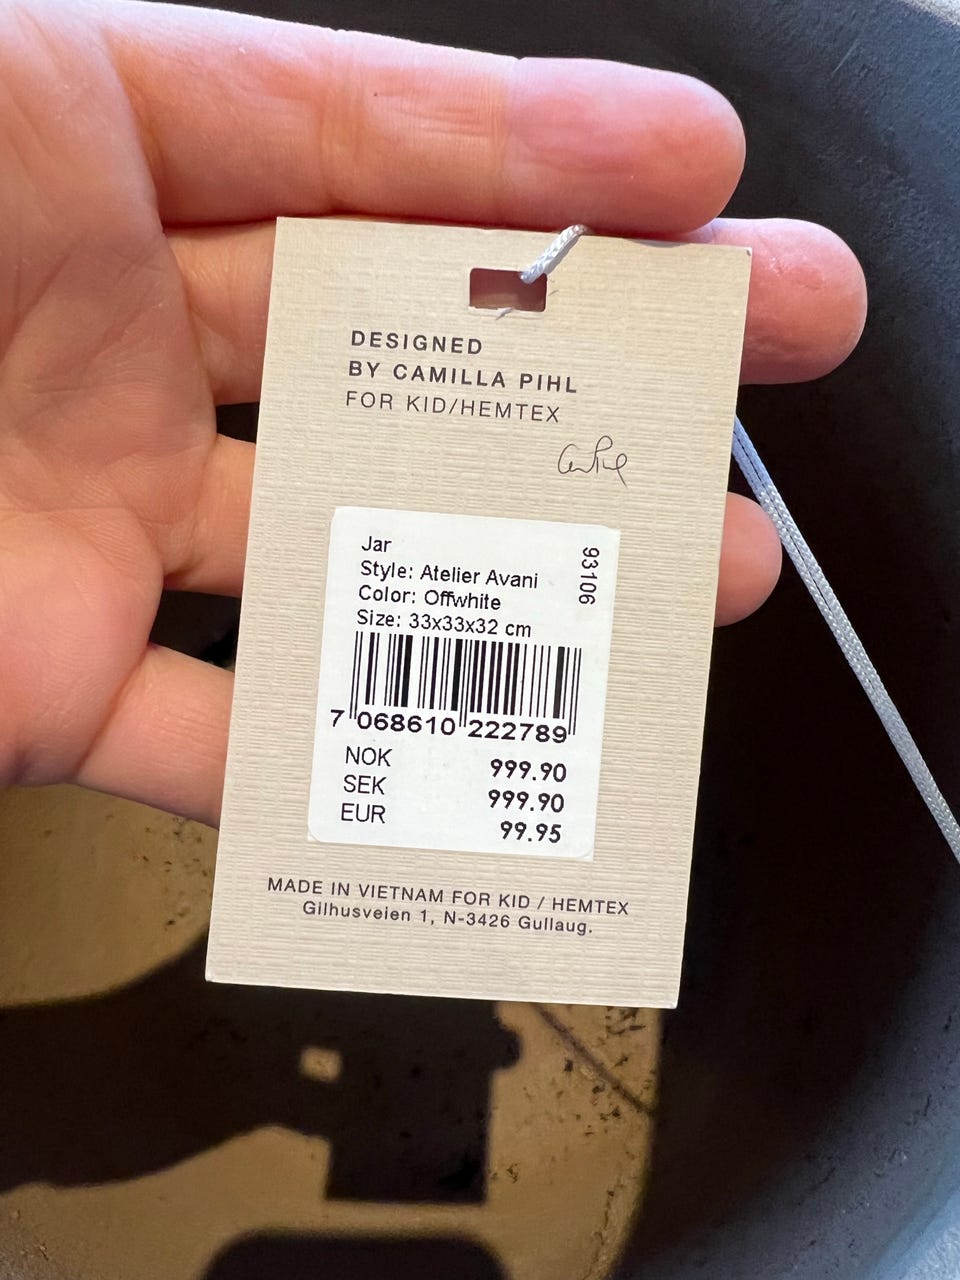 DESIGNED
BY CAMILLA PIHL
FOR KID/HEMTEX
Jar
Style: Atelier Avani
Color: Offwhite
Size: 33x33x32 cm
93106
7 068610 222789
NOK 999.90
SEK 999.90
EUR 99.95
MADE IN VIETNAM FOR KID / HEMTEX
Gilhusveien 1, N-3426 Gullaug.